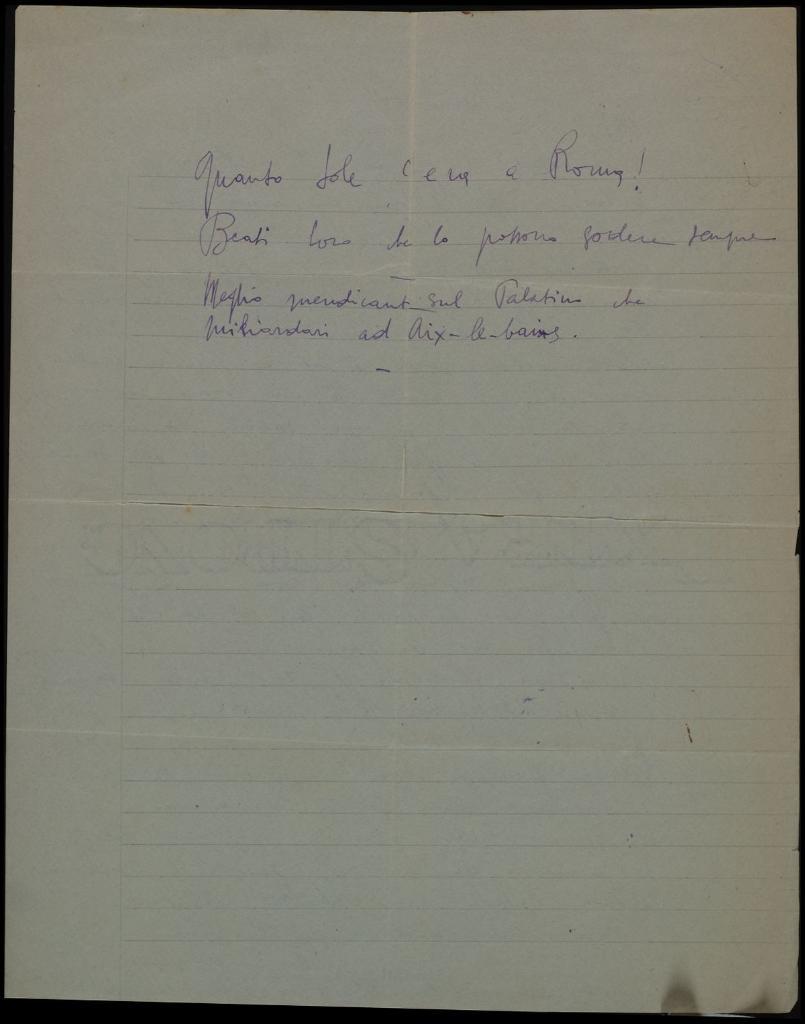 Quanto sole c'era a Roma!
Beati loro che lo possono godere sempre
—
Meglio mendicanti sul Palatino che
miliardari ad Aix-le-bains.
—